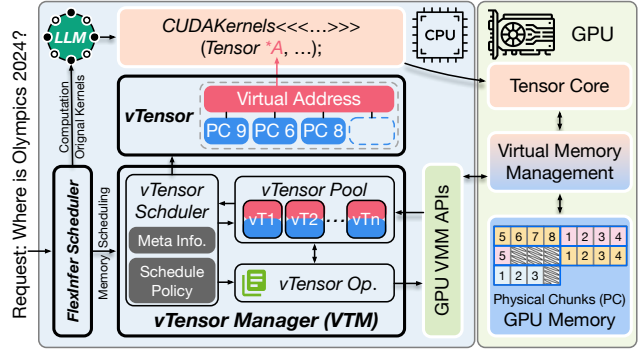 Request: Where is Olympics 2024?
LLM
CUDAKernels<<<...>>>
(Tensor *A, ...);
CPU
GPU
Computation
Orignal Kernels
vTensor
Virtual Address
PC 9
PC 6
PC 8
Tensor Core
Virtual Memory
Management
FlexInfer Scheduler
Memory Scheduling
vTensor
Schduler
Meta Info.
Schedule
Policy
vTensor Pool
vT1
vT2
...
vTn
vTensor Op.
vTensor Manager (VTM)
GPU VMM APIs
5 6 7 8 1 2 3 4
5 1 2 3 4
1 2 3
Physical Chunks (PC)
GPU Memory